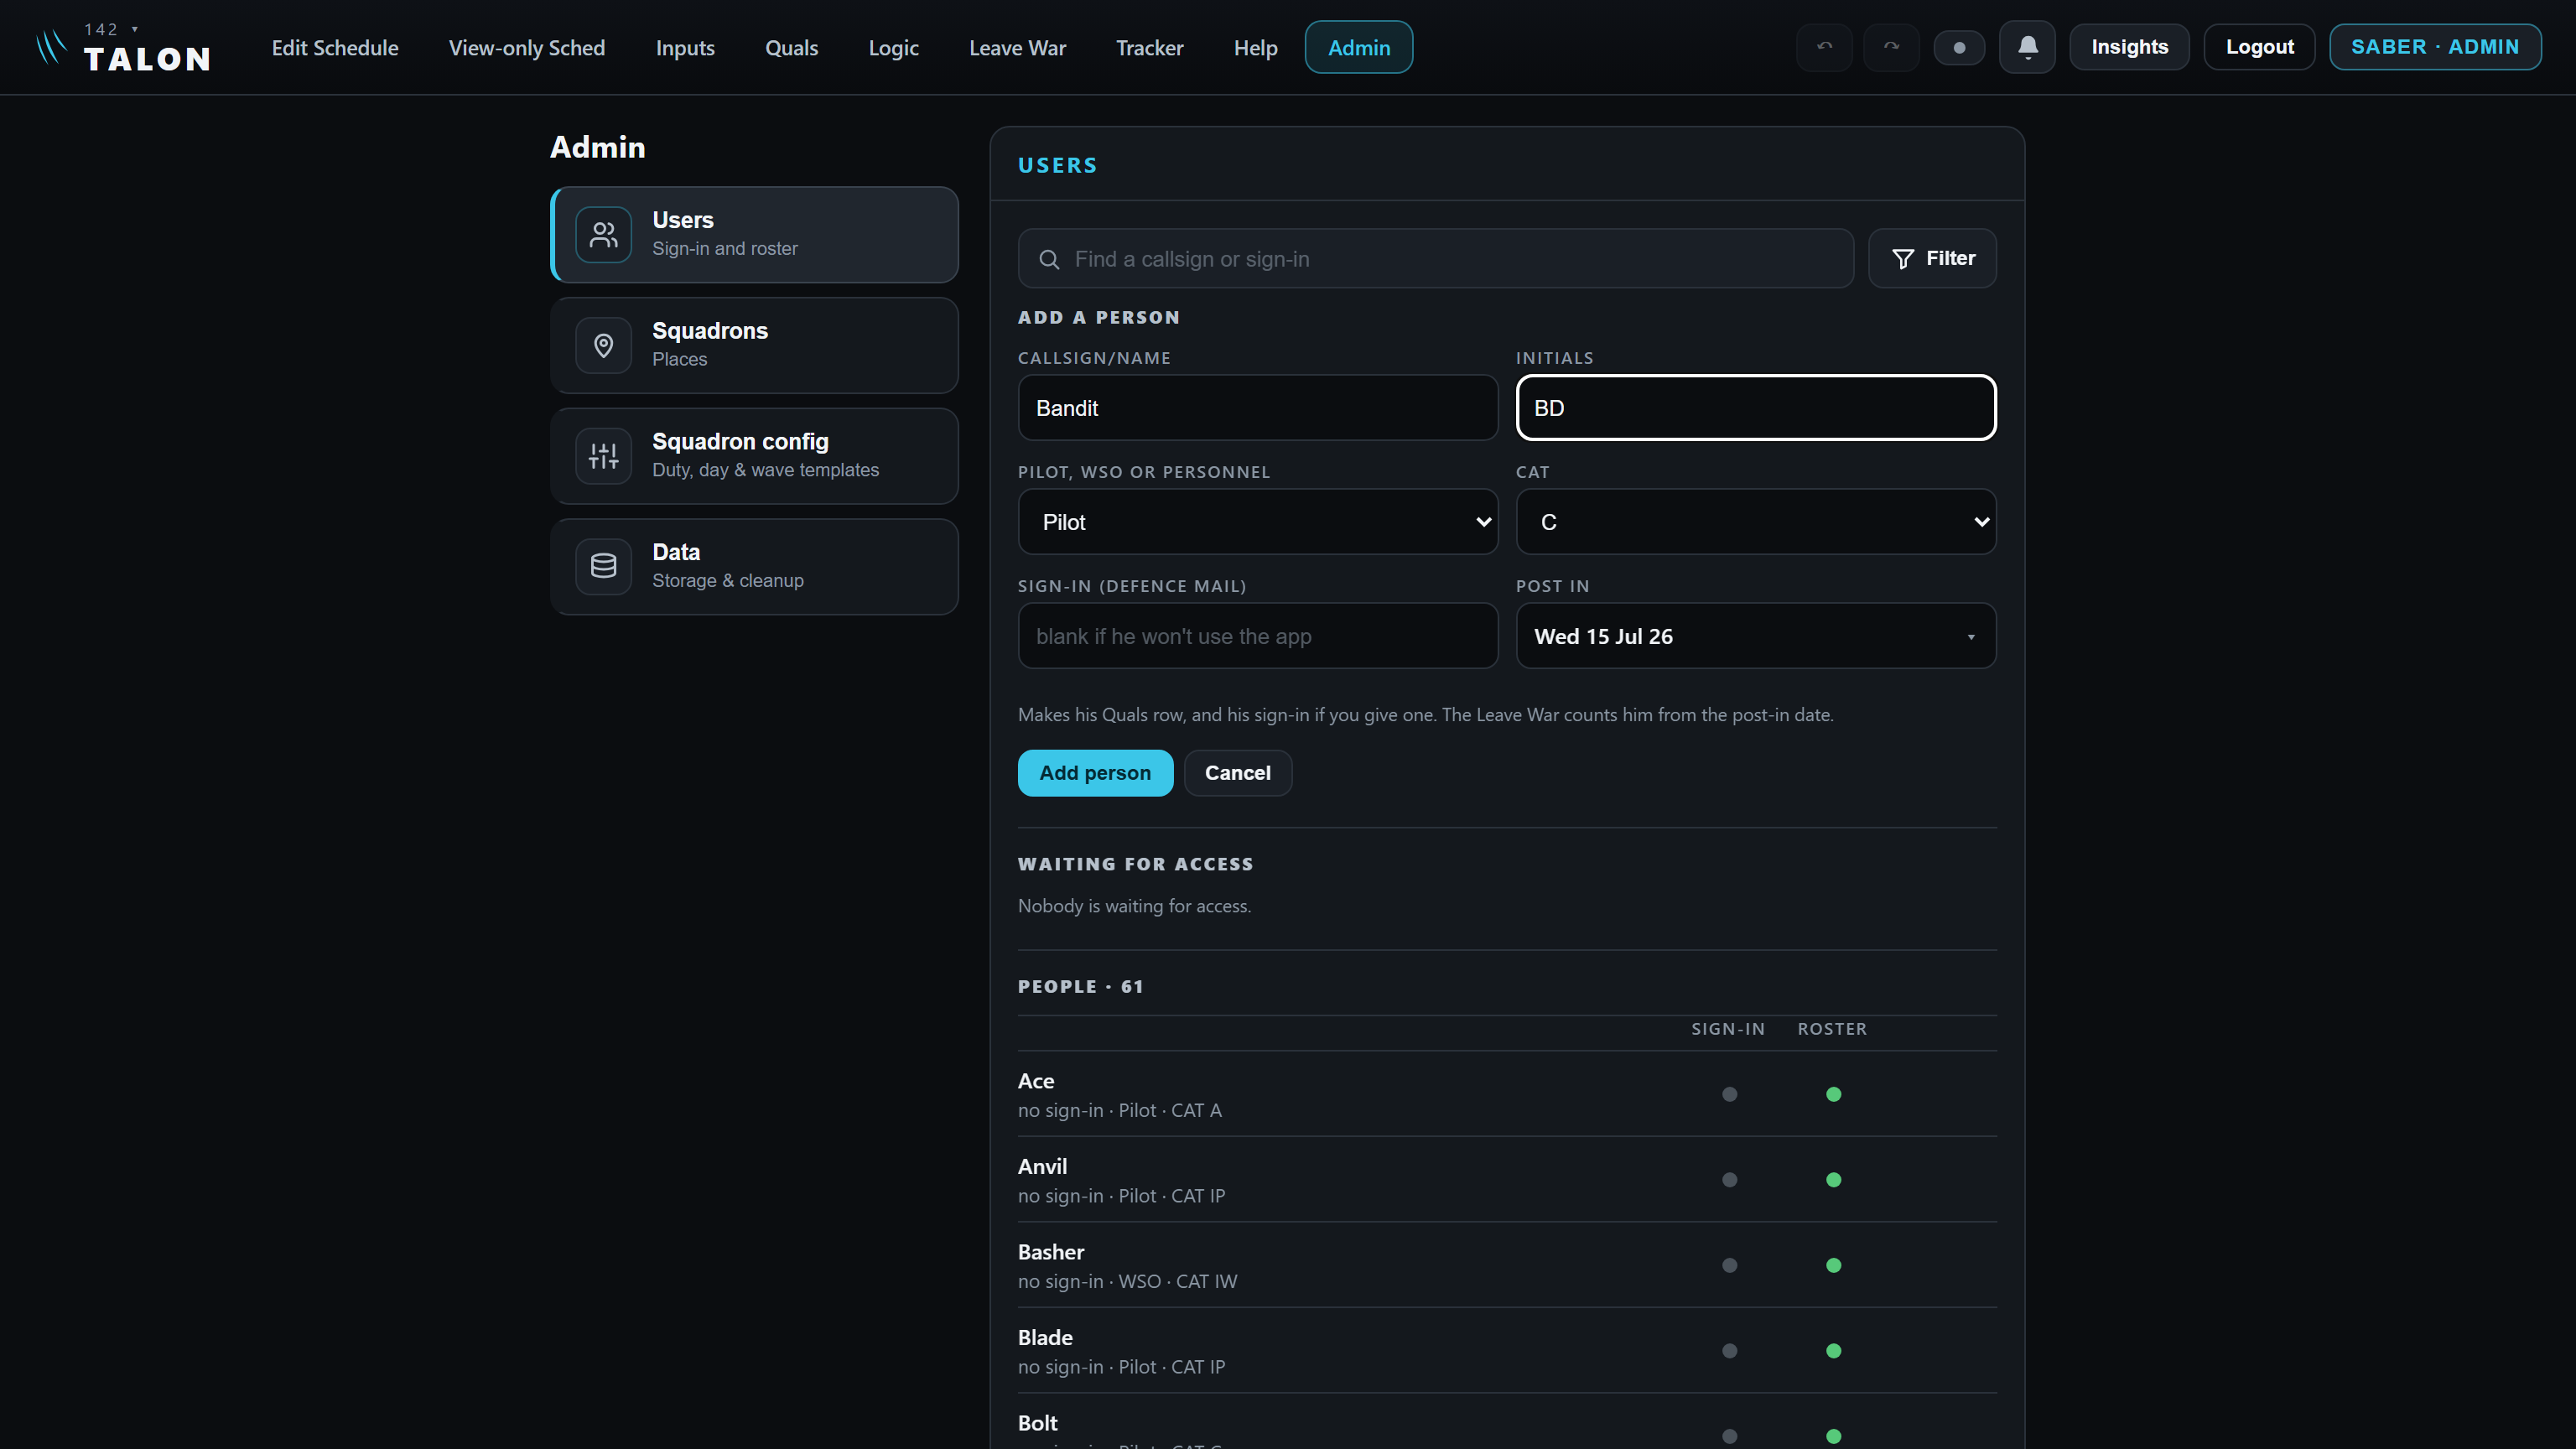 142 ▾
TALON
Edit Schedule
View-only Sched
Inputs
Quals
Logic
Leave War
Tracker
Help
Admin
Insights
Logout
SABER · ADMIN
Admin
Users
Sign-in and roster
Squadrons
Places
Squadron config
Duty, day & wave templates
Data
Storage & cleanup
USERS
Find a callsign or sign-in
Filter
ADD A PERSON
CALLSIGN/NAME
INITIALS
Bandit
BD
PILOT, WSO OR PERSONNEL
CAT
Pilot
C
SIGN-IN (DEFENCE MAIL)
POST IN
blank if he won't use the app
Wed 15 Jul 26
Makes his Quals row, and his sign-in if you give one. The Leave War counts him from the post-in date.
Add person
Cancel
WAITING FOR ACCESS
Nobody is waiting for access.
PEOPLE · 61
SIGN-IN
ROSTER
Ace
no sign-in · Pilot · CAT A
Anvil
no sign-in · Pilot · CAT IP
Basher
no sign-in · WSO · CAT IW
Blade
no sign-in · Pilot · CAT IP
Bolt